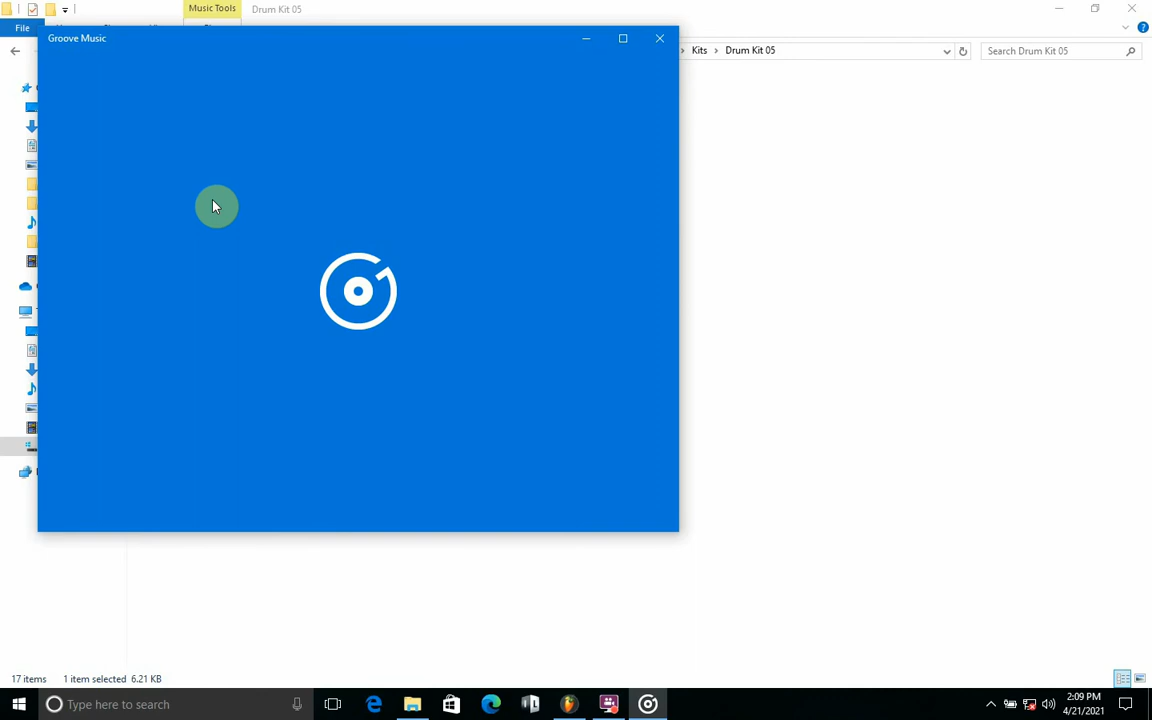 Music Tools
Drum Kit 05
File
Groove Music
Kits > Drum Kit 05
Search Drum Kit 05
17 items
1 item selected 6.21 KB
Type here to search
2:09 PM
4/21/2021